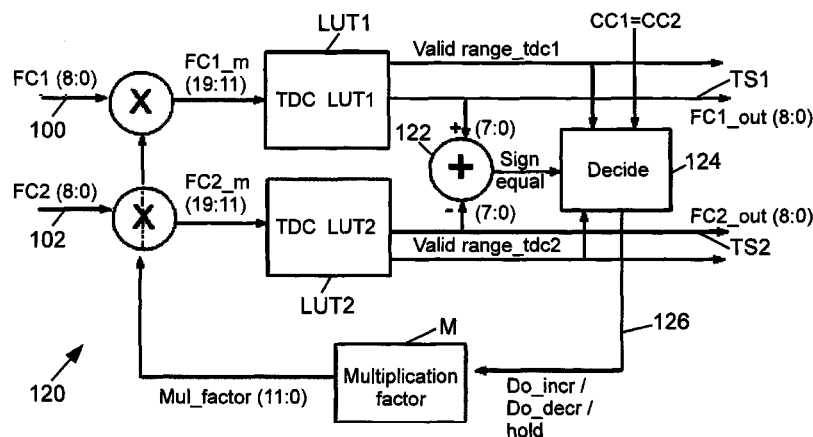 LUT1
CC1=CC2
Valid range_tdc1
FC1_m
(19:11)
FC1 (8:0)
X
TDC LUT1
TS1
100
FC1_out (8:0)
122
+
(7:0)
+
Sign
equal
Decide
124
FC2 (8:0)
FC2_m
(19:11)
-
(7:0)
X
TDC LUT2
FC2_out (8:0)
102
Valid range_tdc2
TS2
LUT2
M
126
120
Mul_factor (11:0)
Multiplication
factor
Do_incr /
Do_decr /
hold